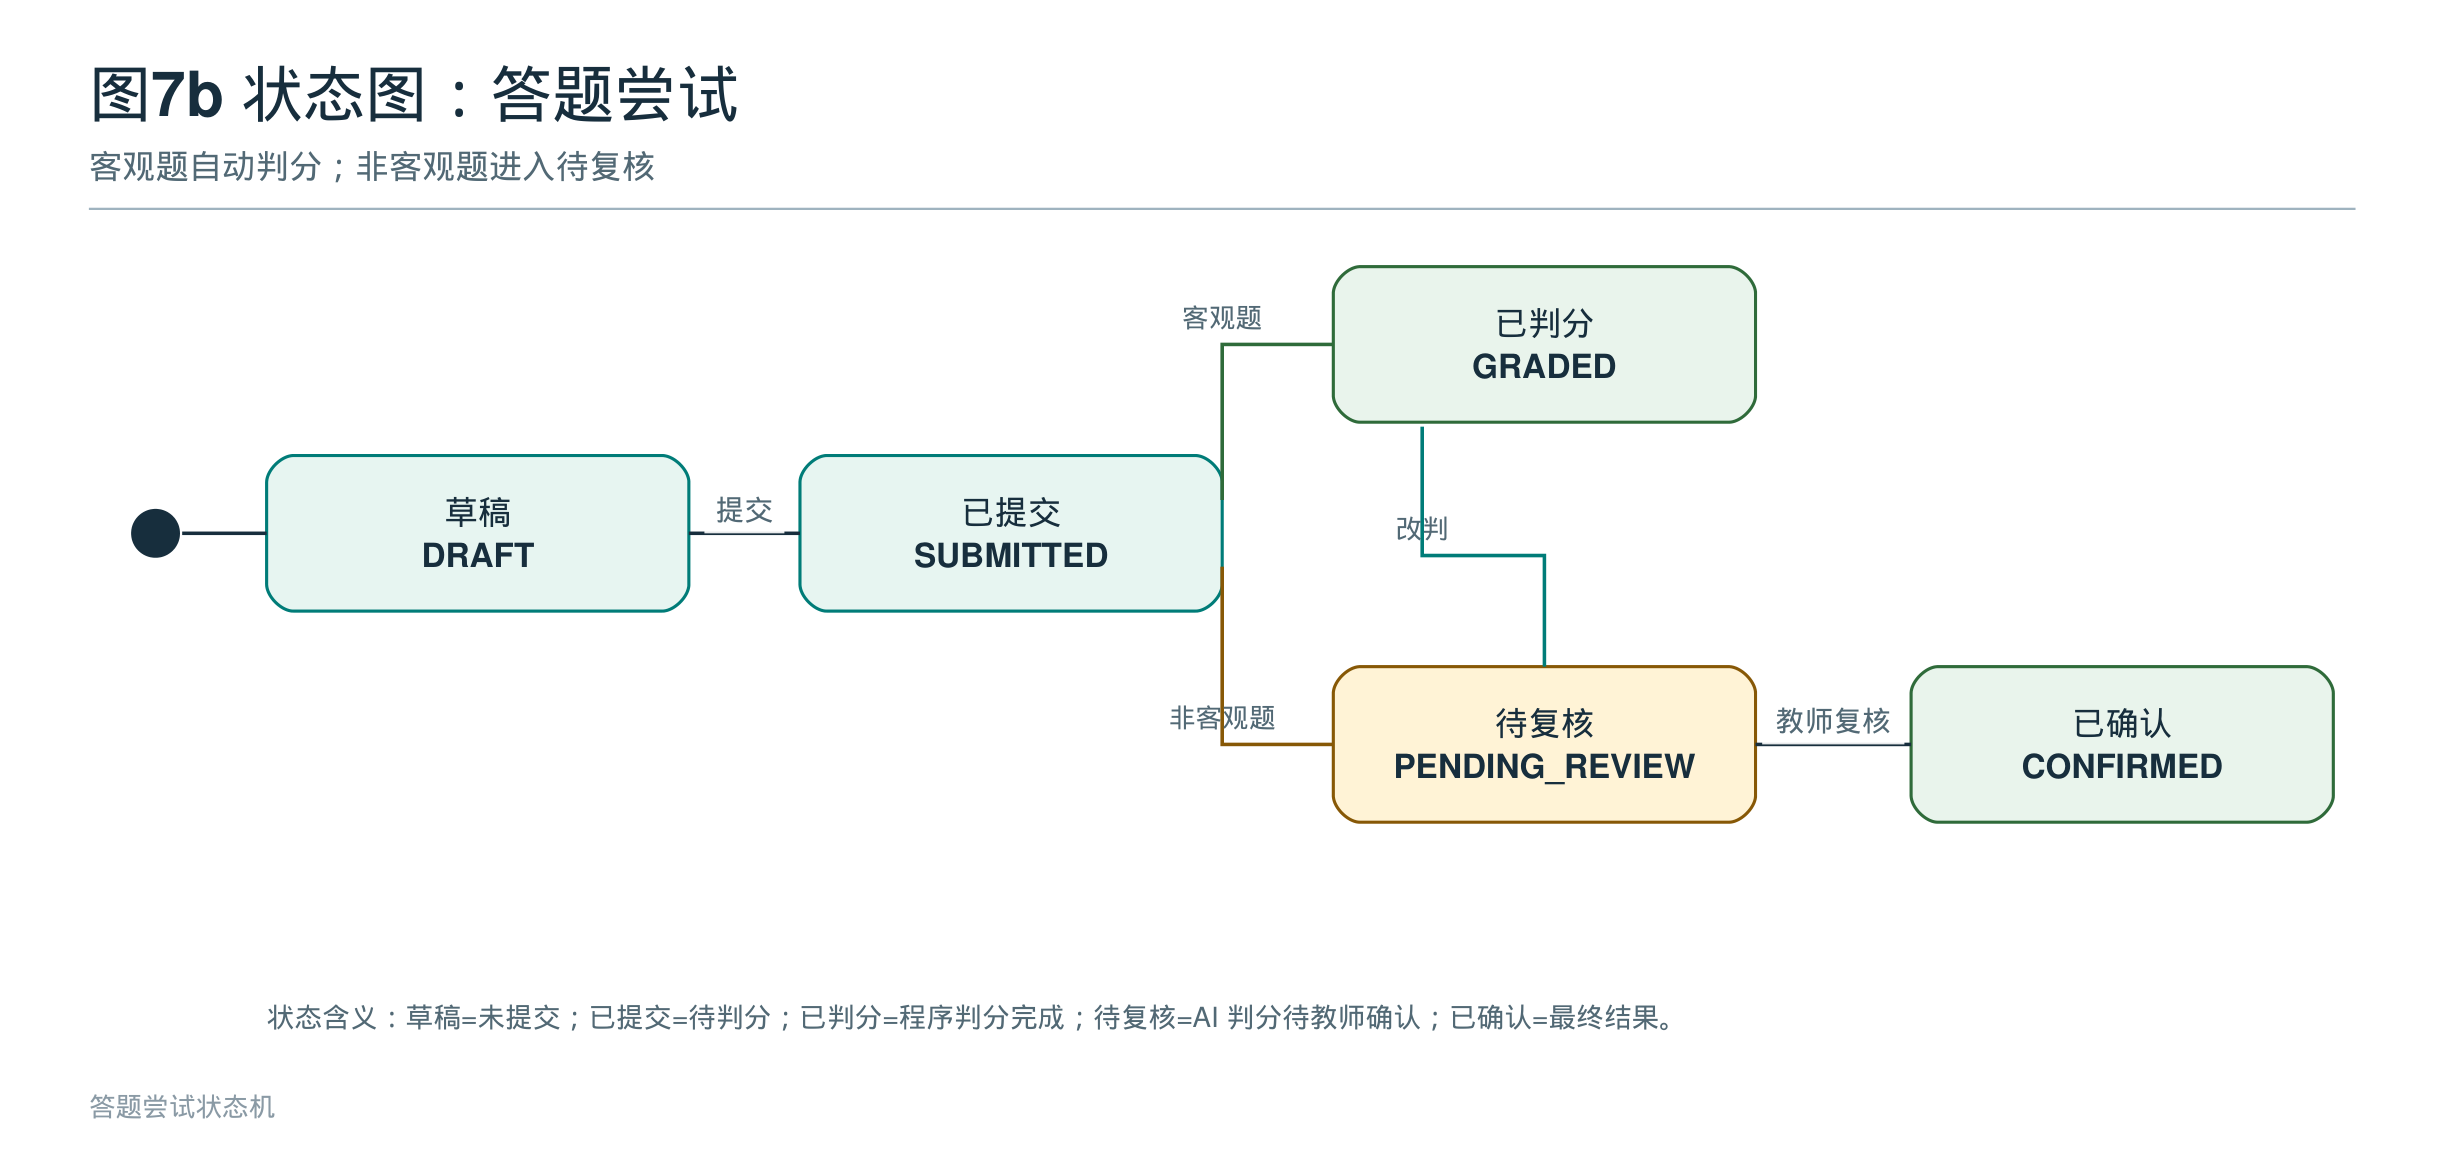 图7b 状态图：答题尝试
客观题自动判分；非客观题进入待复核
客观题
已判分
GRADED
草稿
DRAFT
提交
已提交
SUBMITTED
改判
非客观题
待复核
PENDING_REVIEW
教师复核
已确认
CONFIRMED
状态含义：草稿=未提交；已提交=待判分；已判分=程序判分完成；待复核=AI 判分待教师确认；已确认=最终结果。
答题尝试状态机